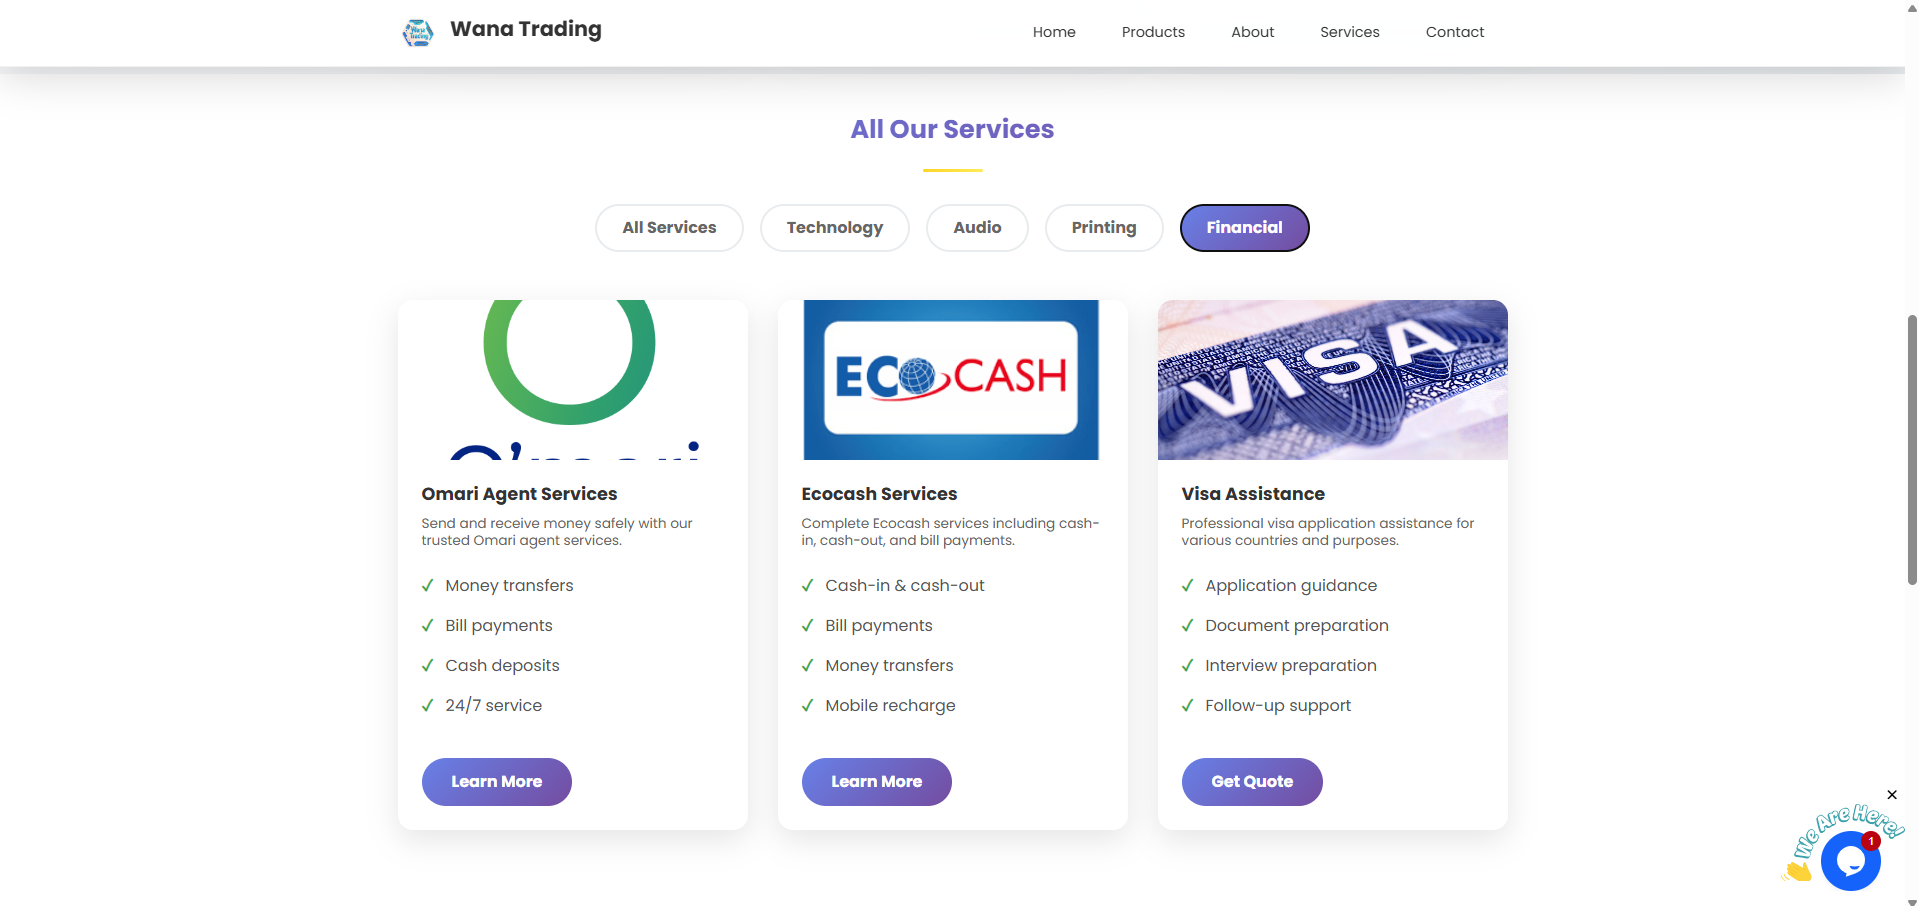 Wana Trading
Home
Products
About
Services
Contact
All Our Services
All Services
Technology
Audio
Printing
Financial
O'mari
ECOCASH
VISA
Omari Agent Services
Send and receive money safely with our
trusted Omari agent services.
✓ Money transfers
✓ Bill payments
✓ Cash deposits
✓ 24/7 service
Learn More
Ecocash Services
Complete Ecocash services including cash-
in, cash-out, and bill payments.
✓ Cash-in & cash-out
✓ Bill payments
✓ Money transfers
✓ Mobile recharge
Learn More
Visa Assistance
Professional visa application assistance for
various countries and purposes.
✓ Application guidance
✓ Document preparation
✓ Interview preparation
✓ Follow-up support
Get Quote
We Are Here!
1